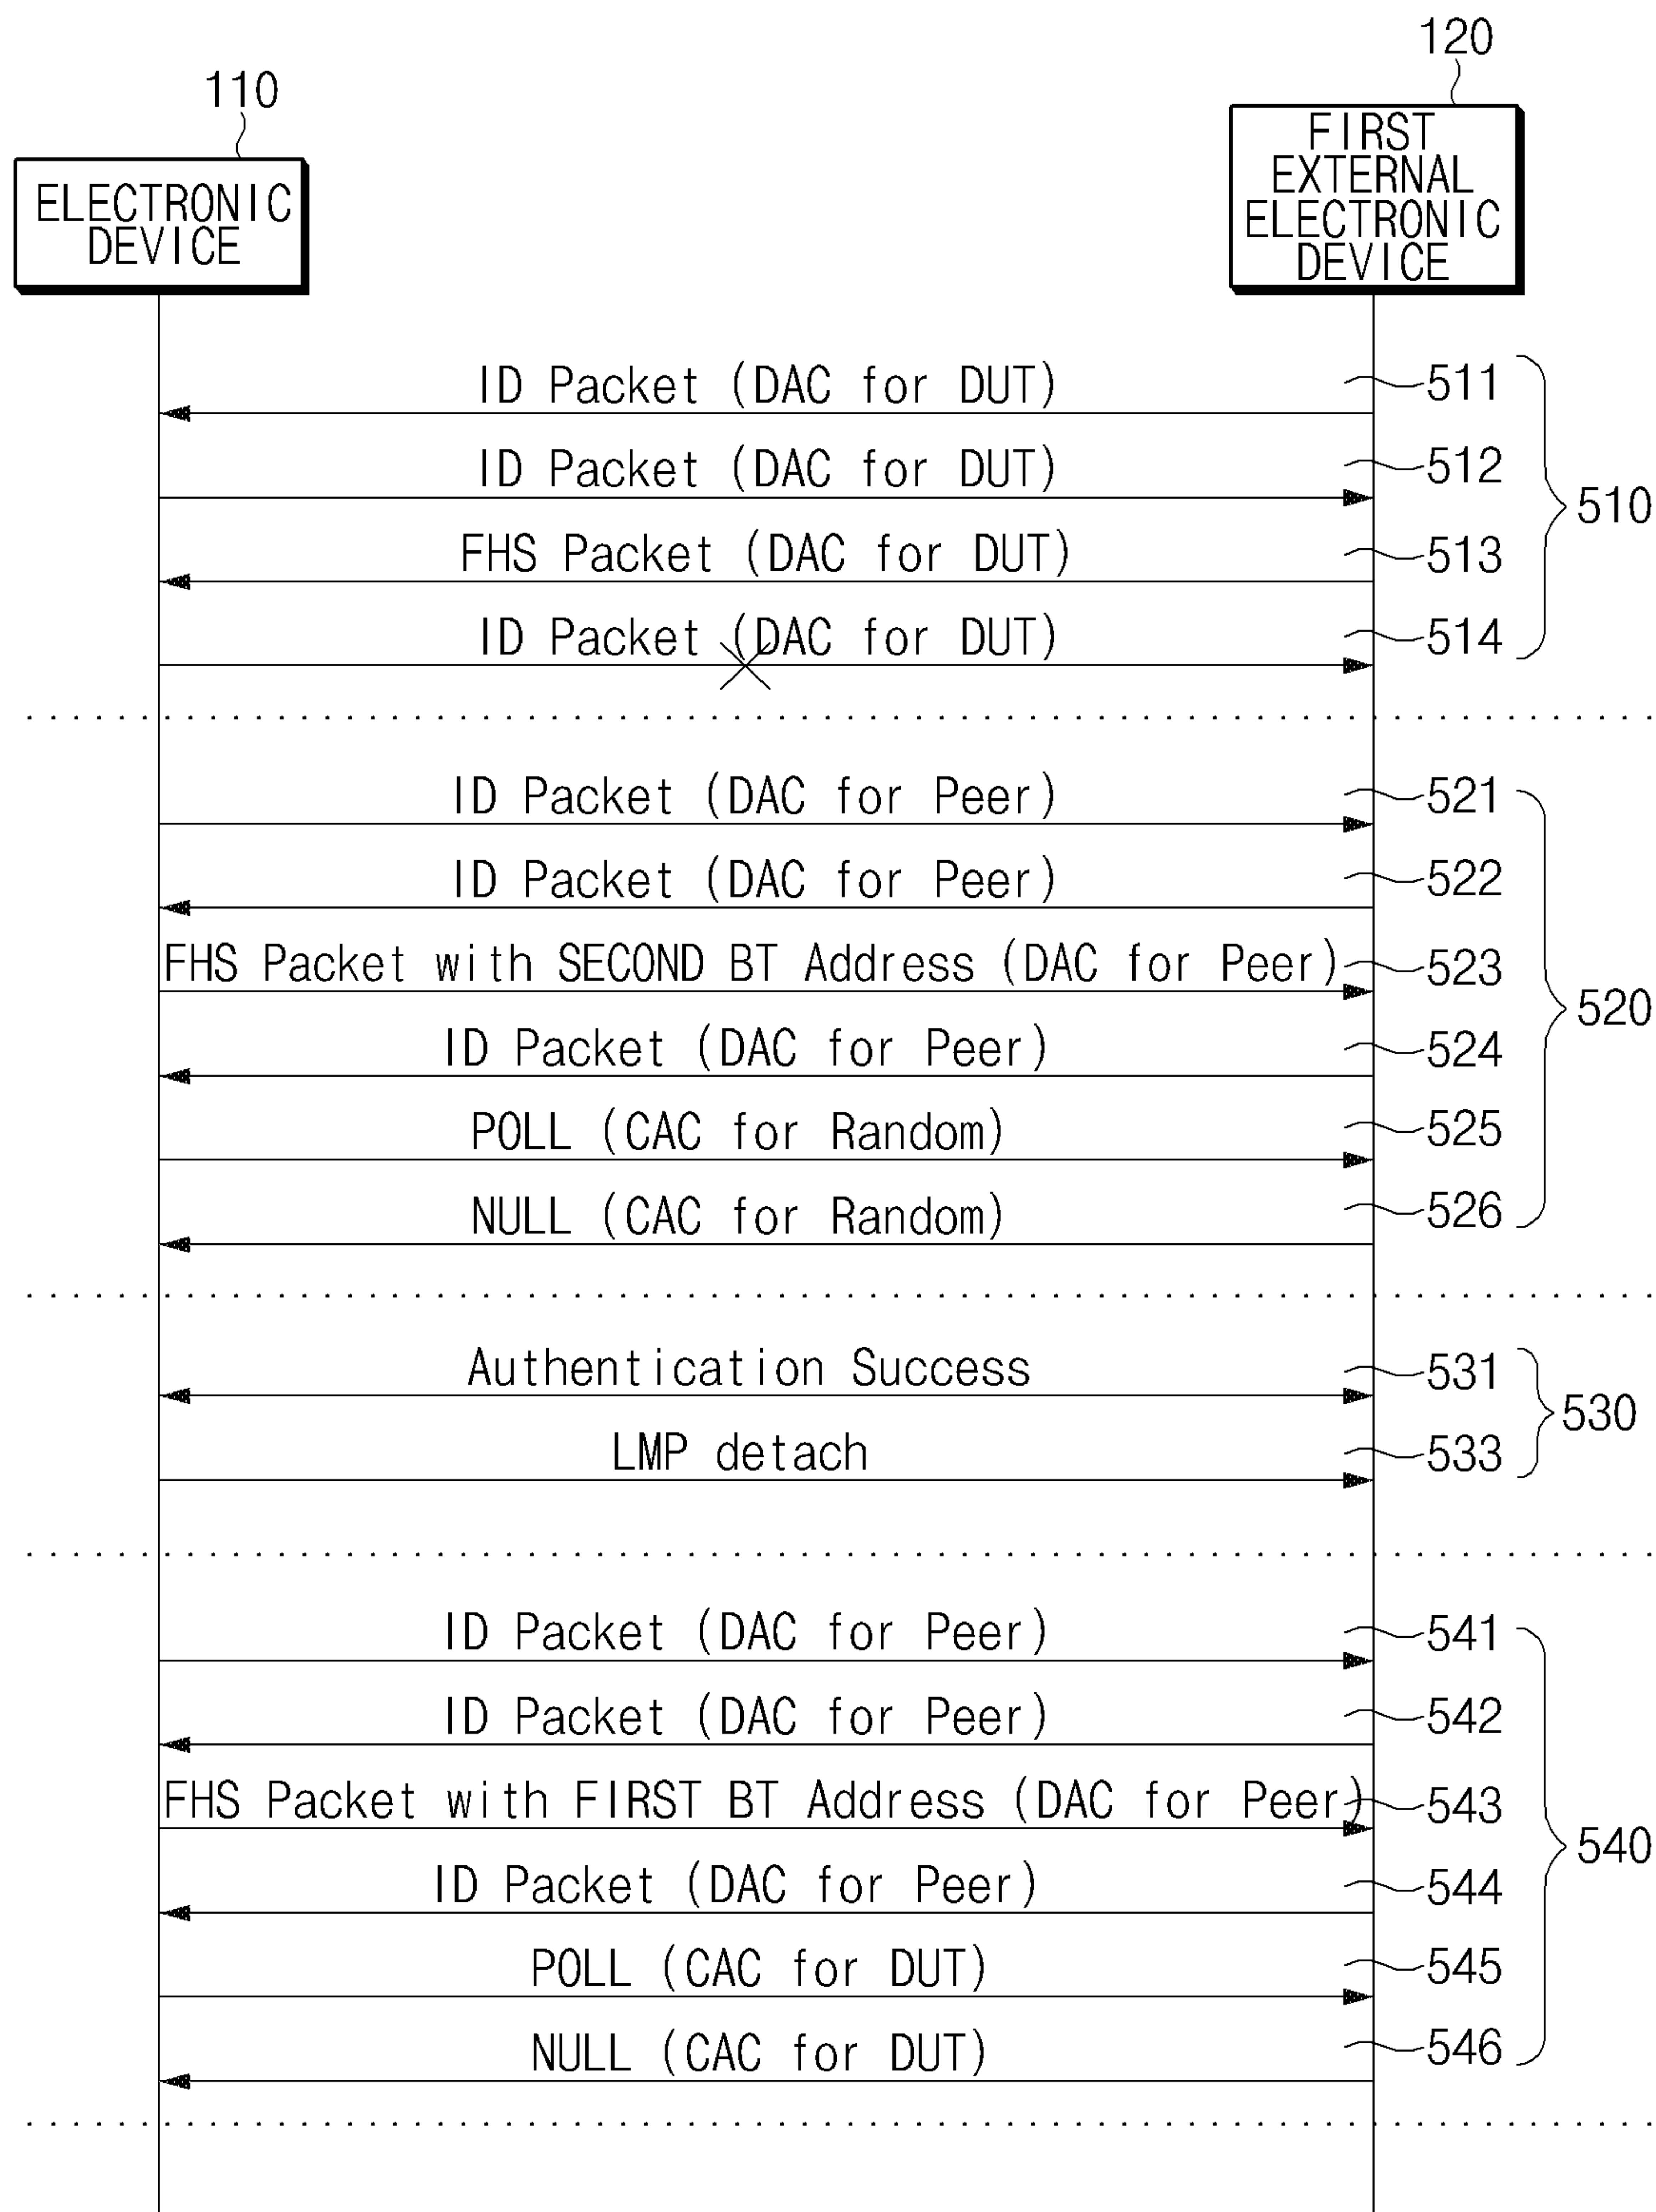 110
120
ELECTRONIC
DEVICE
FIRST
EXTERNAL
ELECTRONIC
DEVICE
ID Packet (DAC for DUT) 511
ID Packet (DAC for DUT) 512
510
FHS Packet (DAC for DUT) 513
ID Packet (DAC for DUT) 514
ID Packet (DAC for Peer) 521
ID Packet (DAC for Peer) 522
FHS Packet with SECOND BT Address (DAC for Peer) 523
520
ID Packet (DAC for Peer) 524
POLL (CAC for Random) 525
NULL (CAC for Random) 526
Authentication Success 531
530
LMP detach 533
ID Packet (DAC for Peer) 541
ID Packet (DAC for Peer) 542
FHS Packet with FIRST BT Address (DAC for Peer) 543
540
ID Packet (DAC for Peer) 544
POLL (CAC for DUT) 545
NULL (CAC for DUT) 546